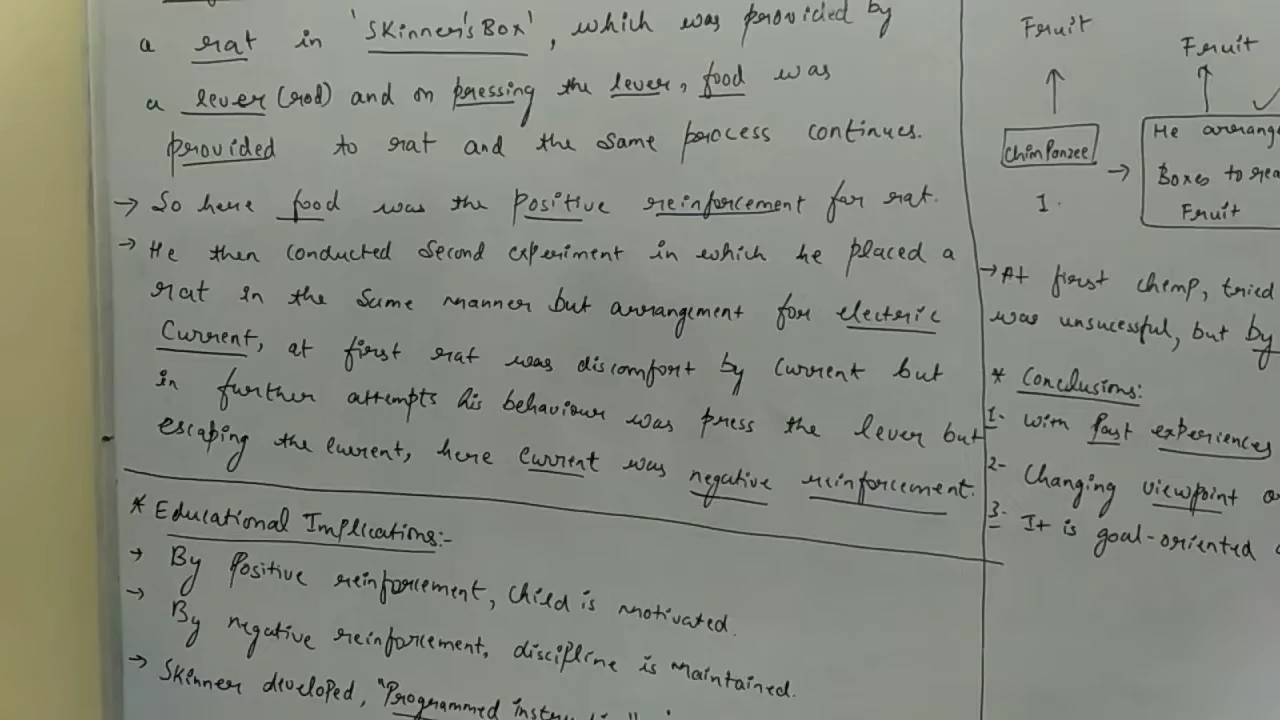 a rat in 'Skinner's Box', which was provided by
a lever (rod) and on pressing the lever, food was
provided to rat and the same process continues.
→ So here food was the positive reinforcement for rat.
→ He then conducted second experiment in which he placed a
rat in the same manner but arrangement for electric
current, at first rat was discomfort by current but
in further attempts his behaviour was press the lever but
escaping the current, here current was negative reinforcement.
* Educational Implications:-
→ By Positive reinforcement, child is motivated.
→ By negative reinforcement, discipline is maintained.
→ Skinner developed, "Programmed
Fruit
Fruit
Chimpanzee
1.
He
Boxes to
Fruit
→ At first chimp, tried
was unsucessful, but by
* Conclusions:
1- With Past experiences
2- Changing viewpoint
3- It is goal-oriented